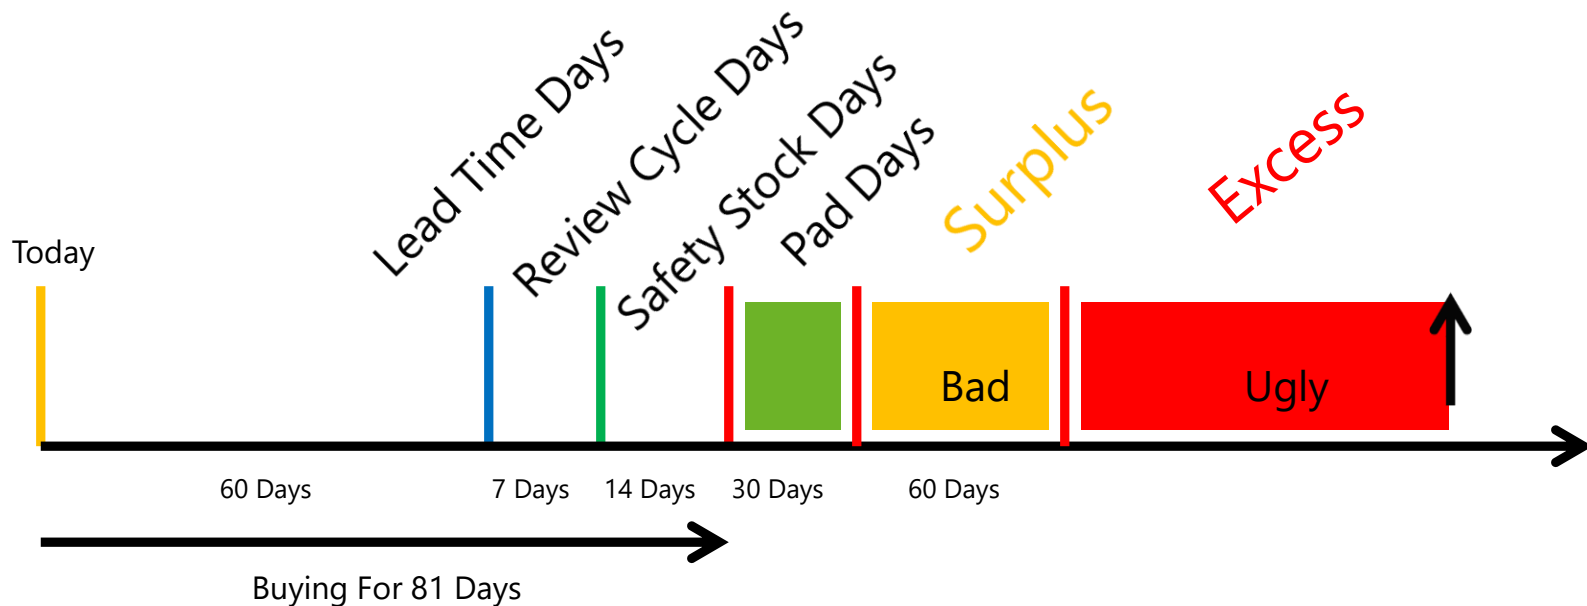 Today
Lead Time Days
Review Cycle Days
Safety Stock Days
Pad Days
Surplus
Excess
Bad
Ugly
60 Days
7 Days
14 Days
30 Days
60 Days
Buying For 81 Days